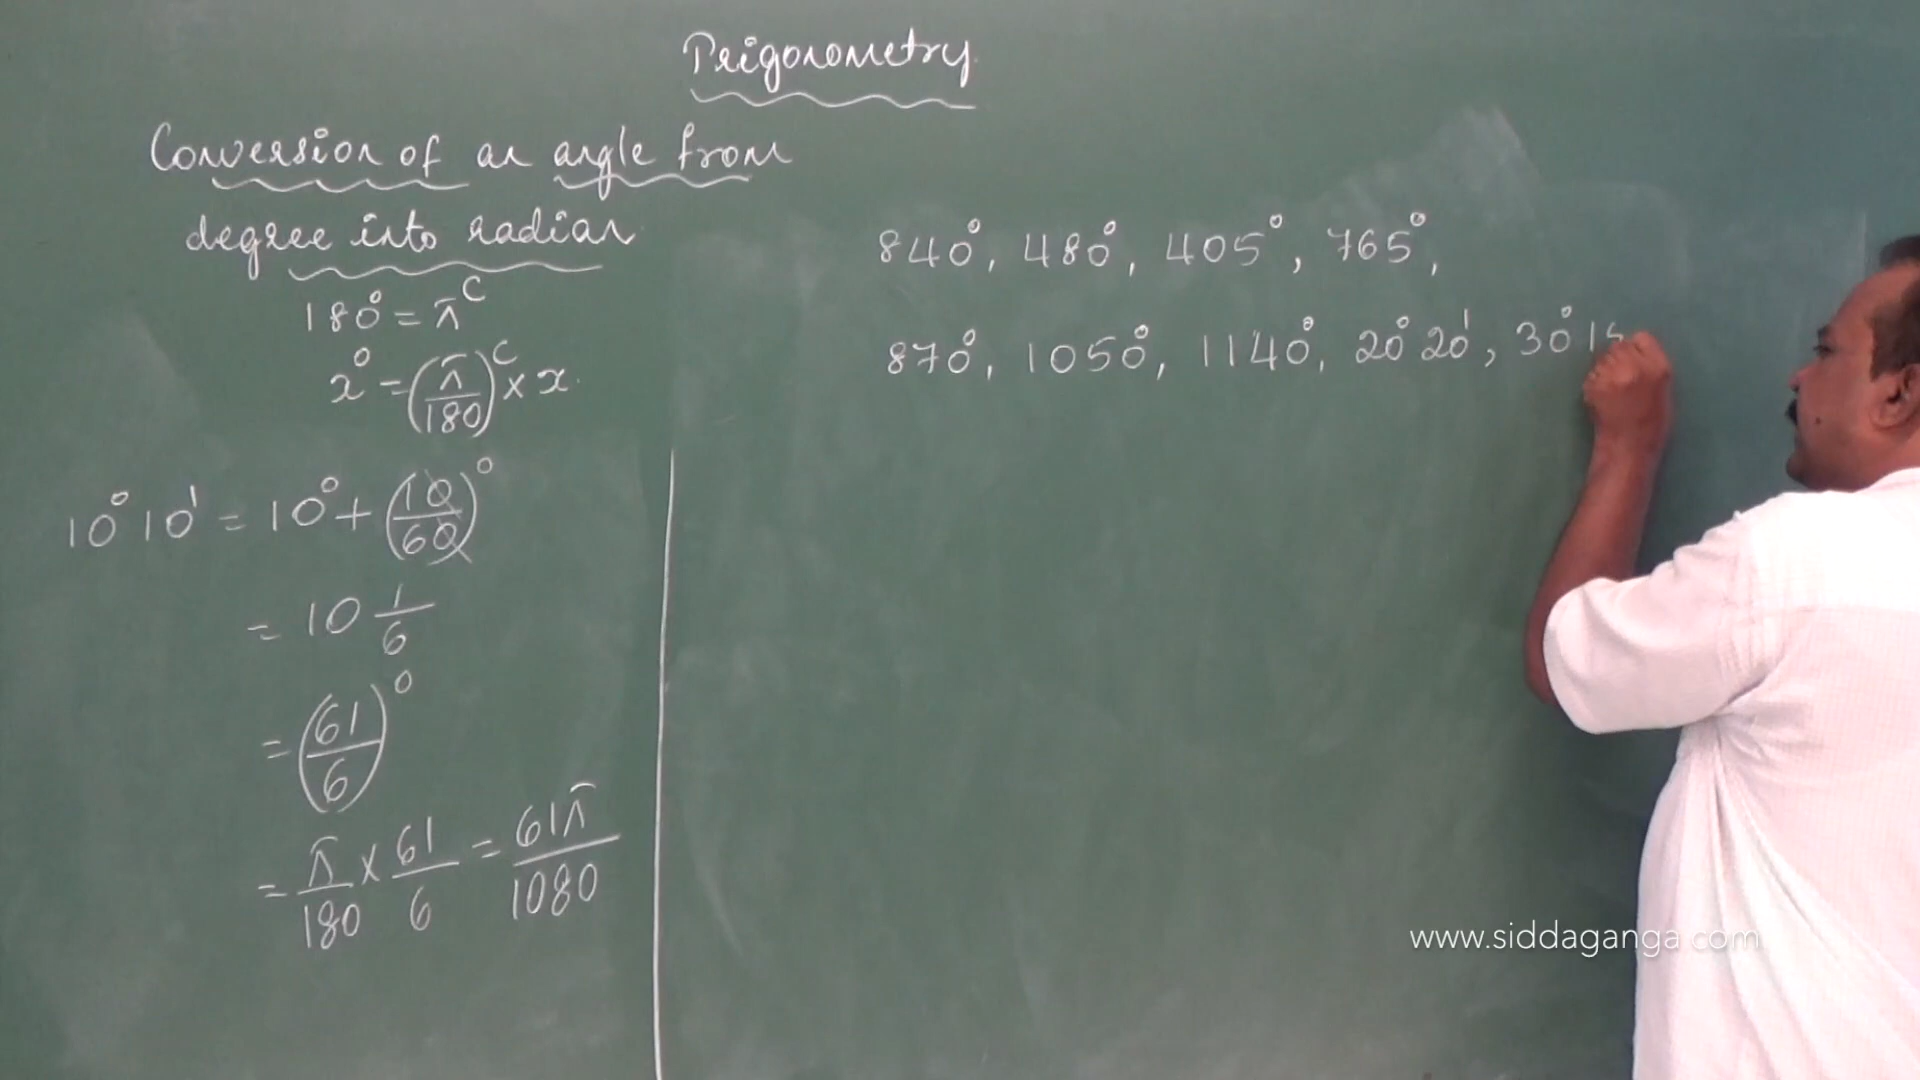 Trigonometry
Conversion of an angle from
degree into radian
180° = π^C
x° = (π/180)^C × x.
10° 10' = 10° + (10/60)°
= 10 1/6
= (61/6)°
= π/180 × 61/6 = 61π/1080
840°, 480°, 405°, 765°,
870°, 1050°, 1140°, 20° 20', 30° 1
www.siddaganga.com